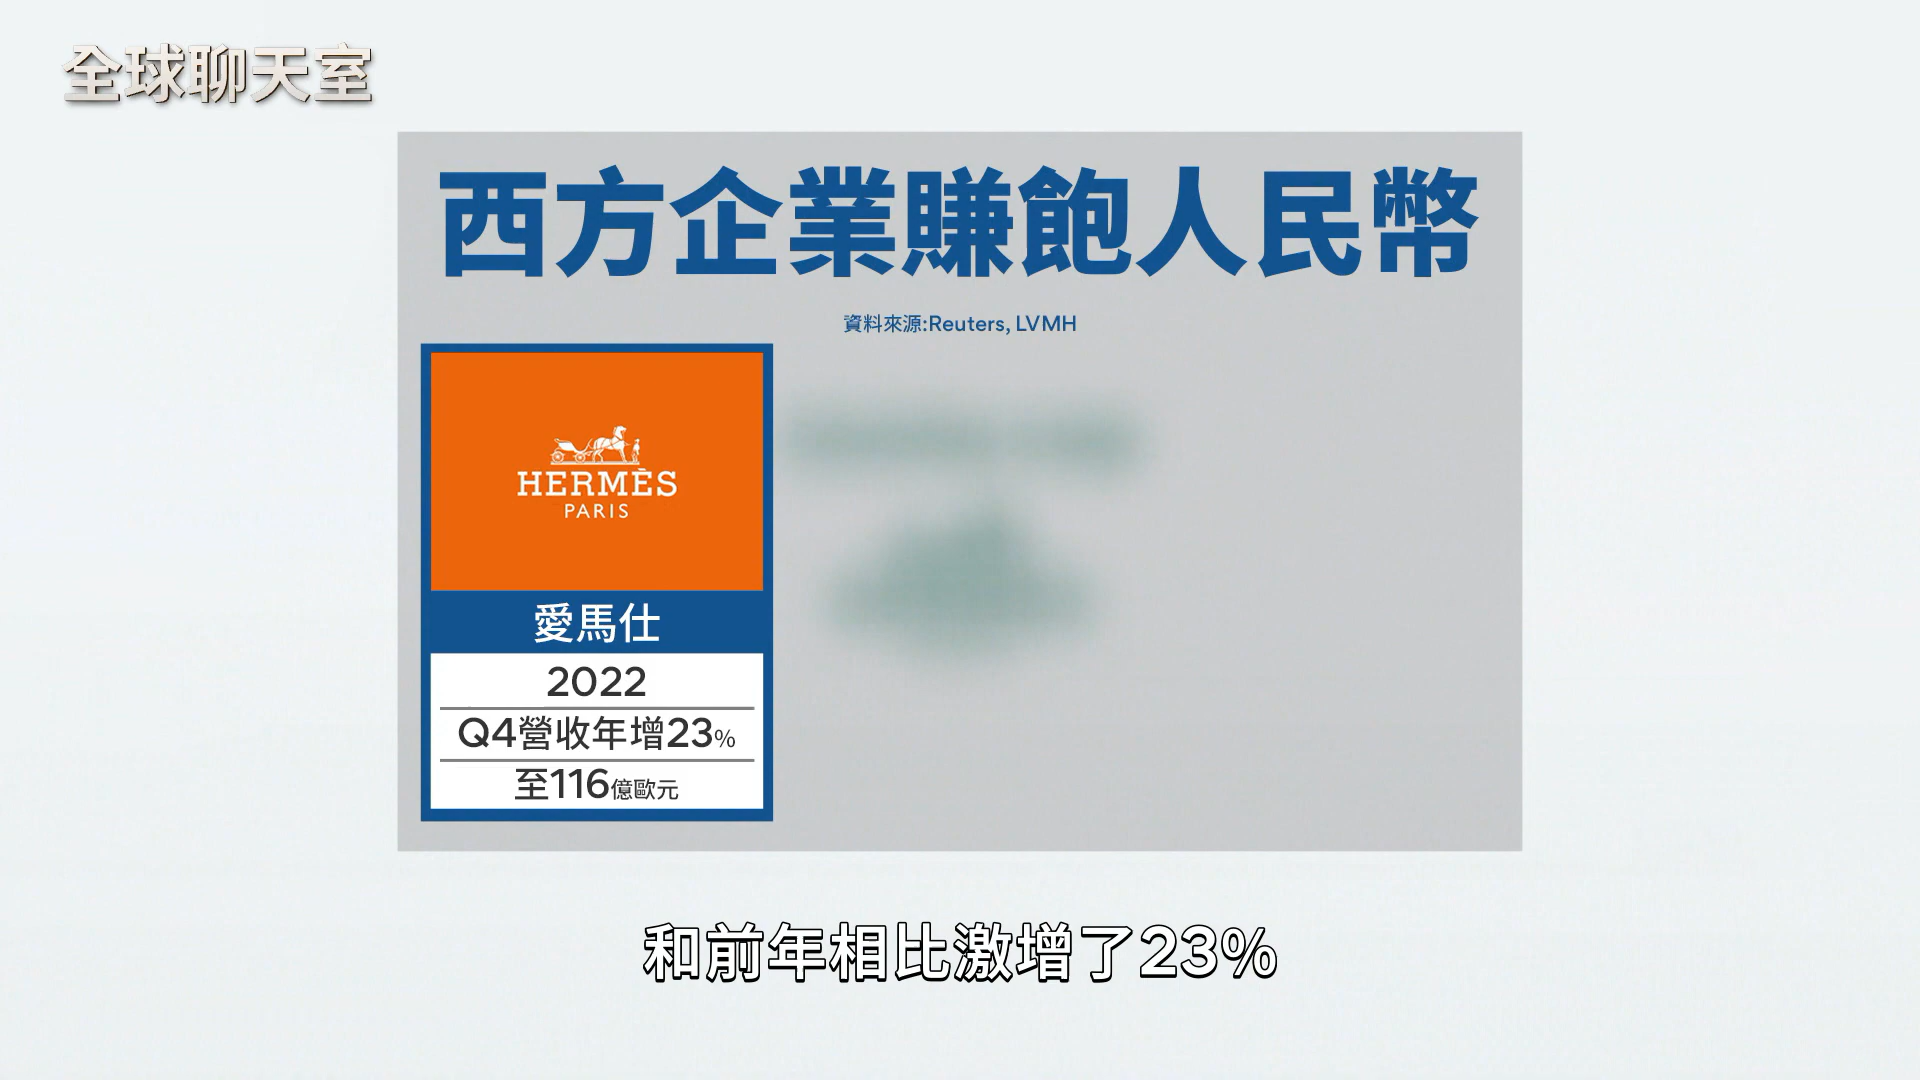 全球聊天室
西方企業賺飽人民幣
資料來源:Reuters, LVMH
HERMÈS
PARIS
愛馬仕
2022
Q4營收年增23%
至116億歐元
和前年相比激增了23%